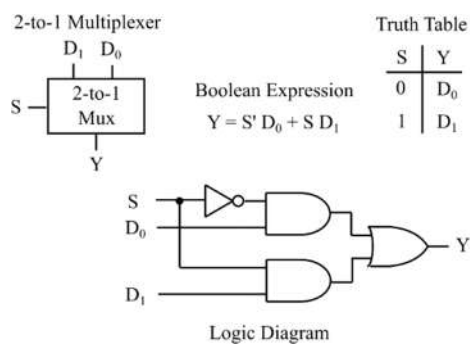 2-to-1 Multiplexer
D₁ D₀
S
2-to-1
Mux
Y
Boolean Expression
Y = S' D₀ + S D₁
Truth Table
S Y
0 D₀
1 D₁
S
D₀
D₁
Y
Logic Diagram